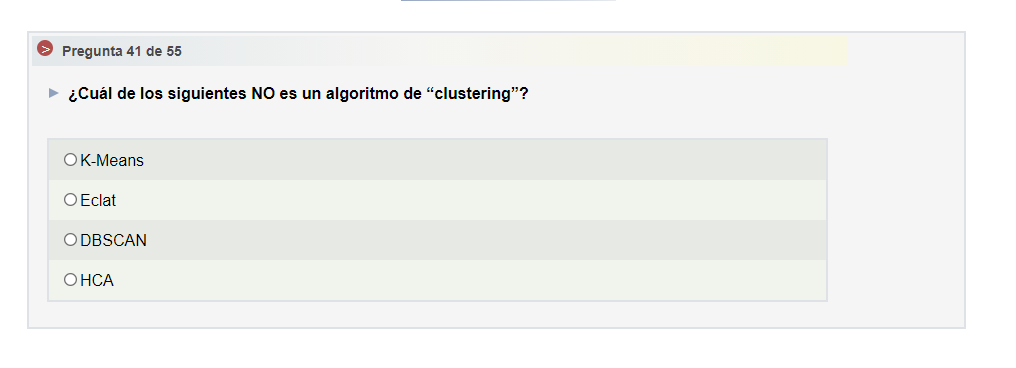 Pregunta 41 de 55
¿Cuál de los siguientes NO es un algoritmo de “clustering”?
K-Means
Eclat
DBSCAN
HCA